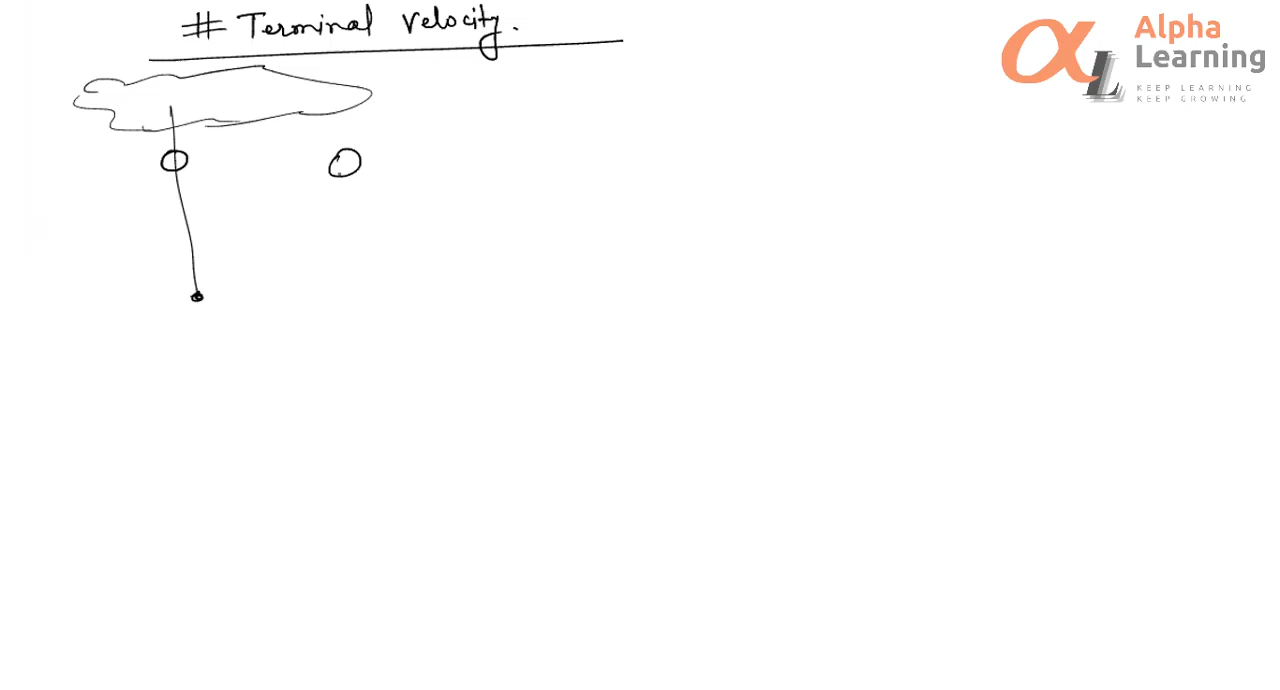 # Terminal Velocity.
Alpha
Learning
KEEP LEARNING
KEEP GROWING